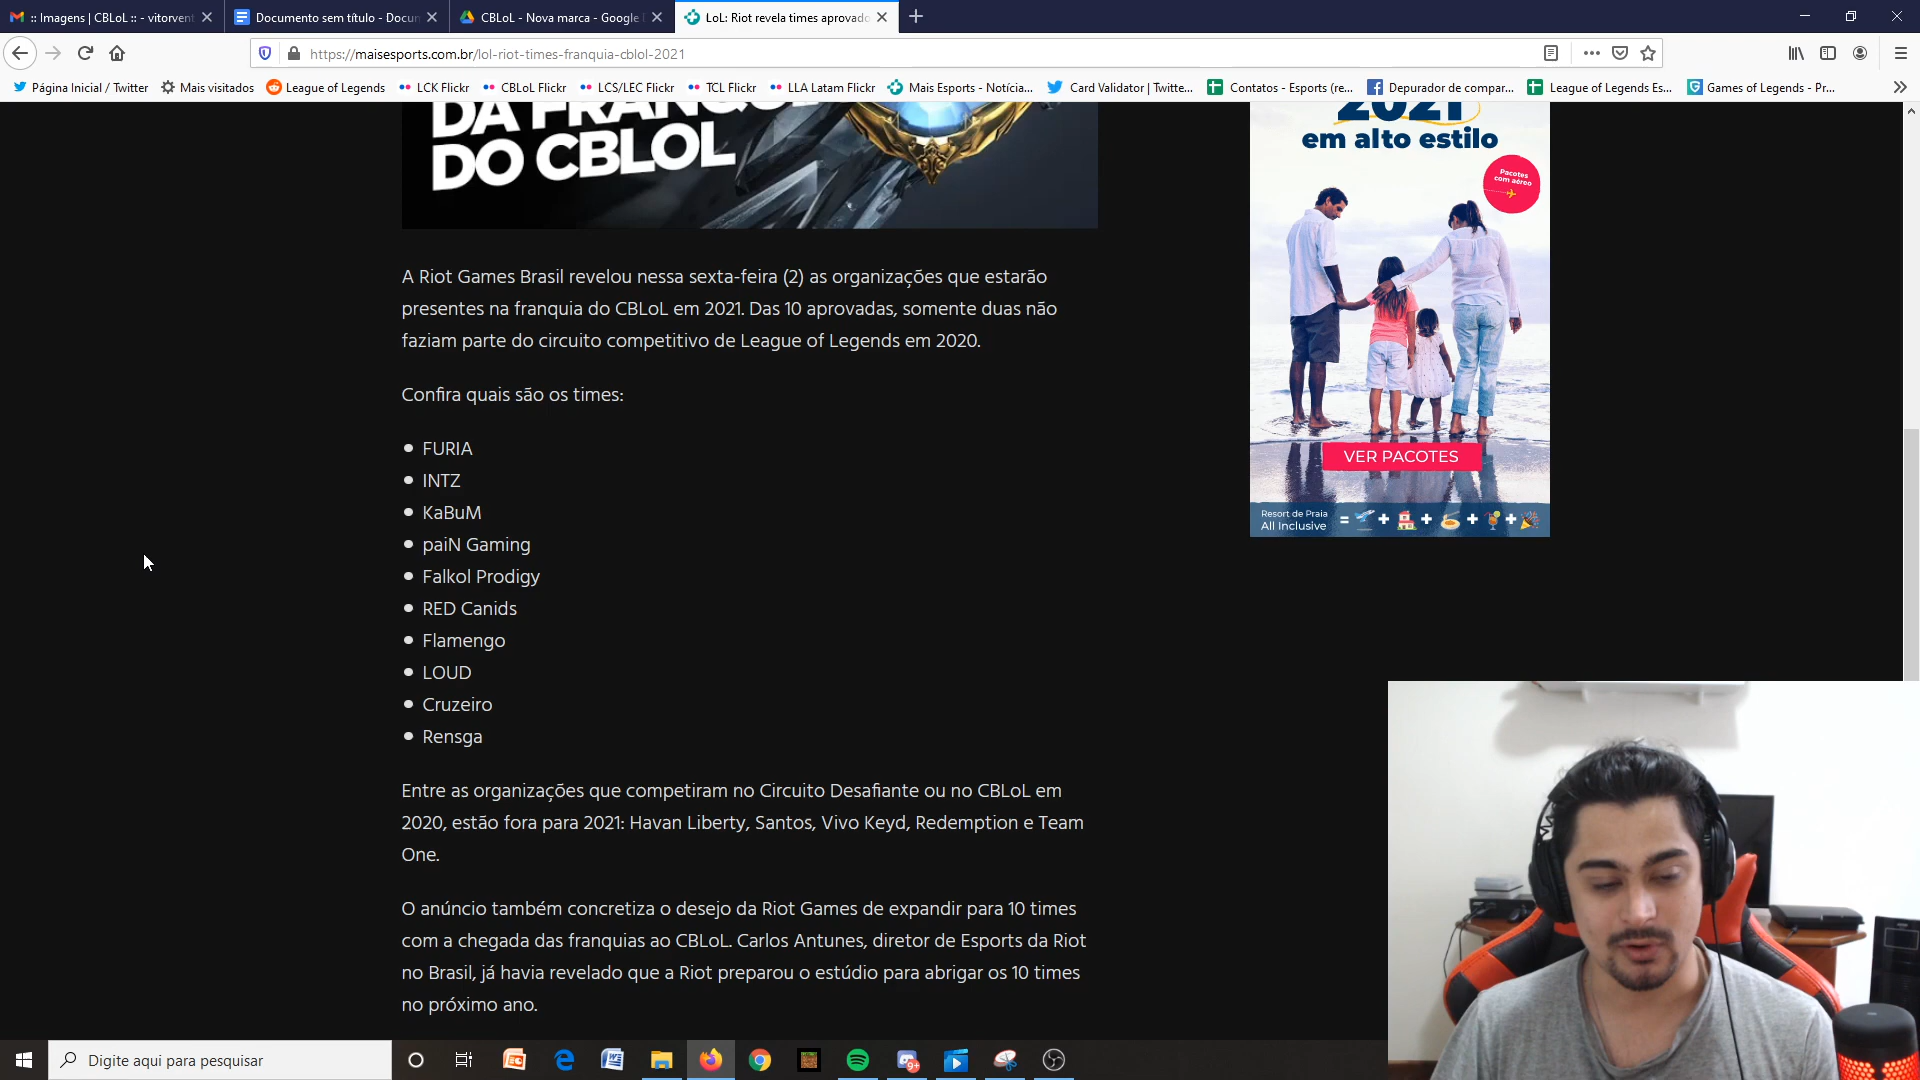 :: Imagens | CBLoL :: - vitorvent
Documento sem título - Docun
CBLoL - Nova marca - Google
LoL: Riot revela times aprovado
https://maisesports.com.br/lol-riot-times-franquia-cblol-2021
Página Inicial / Twitter
Mais visitados
League of Legends
LCK Flickr
CBLoL Flickr
LCS/LEC Flickr
TCL Flickr
LLA Latam Flickr
Mais Esports - Notícia...
Card Validator | Twitte...
Contatos - Esports (re...
Depurador de compar...
League of Legends Es...
Games of Legends - Pr...
DA FRANQU
DO CBLOL
2021
em alto estilo
Pacotes
com aéreo
VER PACOTES
Resort de Praia
All Inclusive
= + + + +
A Riot Games Brasil revelou nessa sexta-feira (2) as organizações que estarão
presentes na franquia do CBLoL em 2021. Das 10 aprovadas, somente duas não
faziam parte do circuito competitivo de League of Legends em 2020.
Confira quais são os times:
• FURIA
• INTZ
• KaBuM
• paiN Gaming
• Falkol Prodigy
• RED Canids
• Flamengo
• LOUD
• Cruzeiro
• Rensga
Entre as organizações que competiram no Circuito Desafiante ou no CBLoL em
2020, estão fora para 2021: Havan Liberty, Santos, Vivo Keyd, Redemption e Team
One.
O anúncio também concretiza o desejo da Riot Games de expandir para 10 times
com a chegada das franquias ao CBLoL. Carlos Antunes, diretor de Esports da Riot
no Brasil, já havia revelado que a Riot preparou o estúdio para abrigar os 10 times
no próximo ano.
Digite aqui para pesquisar
9+